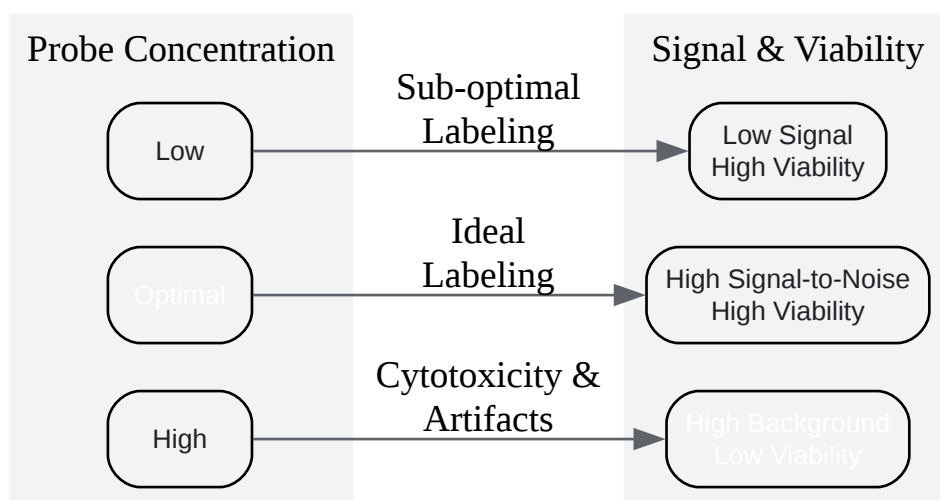 Probe Concentration
Signal & Viability
Sub-optimal
Labeling
Low
Low Signal
High Viability
Ideal
Labeling
Optimal
High Signal-to-Noise
High Viability
Cytotoxicity &
Artifacts
High
High Background
Low Viability